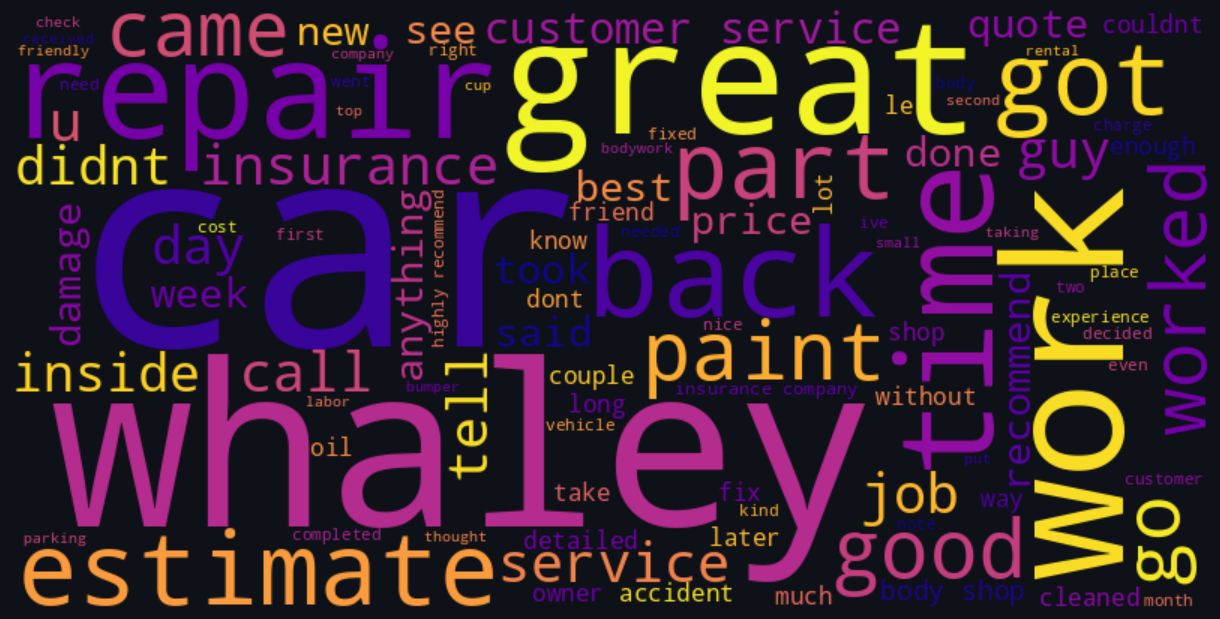 check
received
friendly
came
new
company
see
right
customer service
quote
couldnt
rental
repair
need
went
cup
top
u
great
le
body
second
got
charge
enough
fixed
bodywork
didnt
insurance
part
done
guy
best
lot
friend
price
damage
car
cost
day
first
week
anything
highly recommend
know
needed
took
dont
back
said
ive
small
time
taking
work
place
two
worked
experience
decided
even
nice
shop
paint
recommend
inside
call
tell
couple
bumper
insurance company
long
without
labor
vehicle
oil
whaley
take
fix
kind
job
way
put
customer
go
note
parking
completed
thought
detailed
later
good
estimate
service
owner
accident
much
body shop
cleaned
month